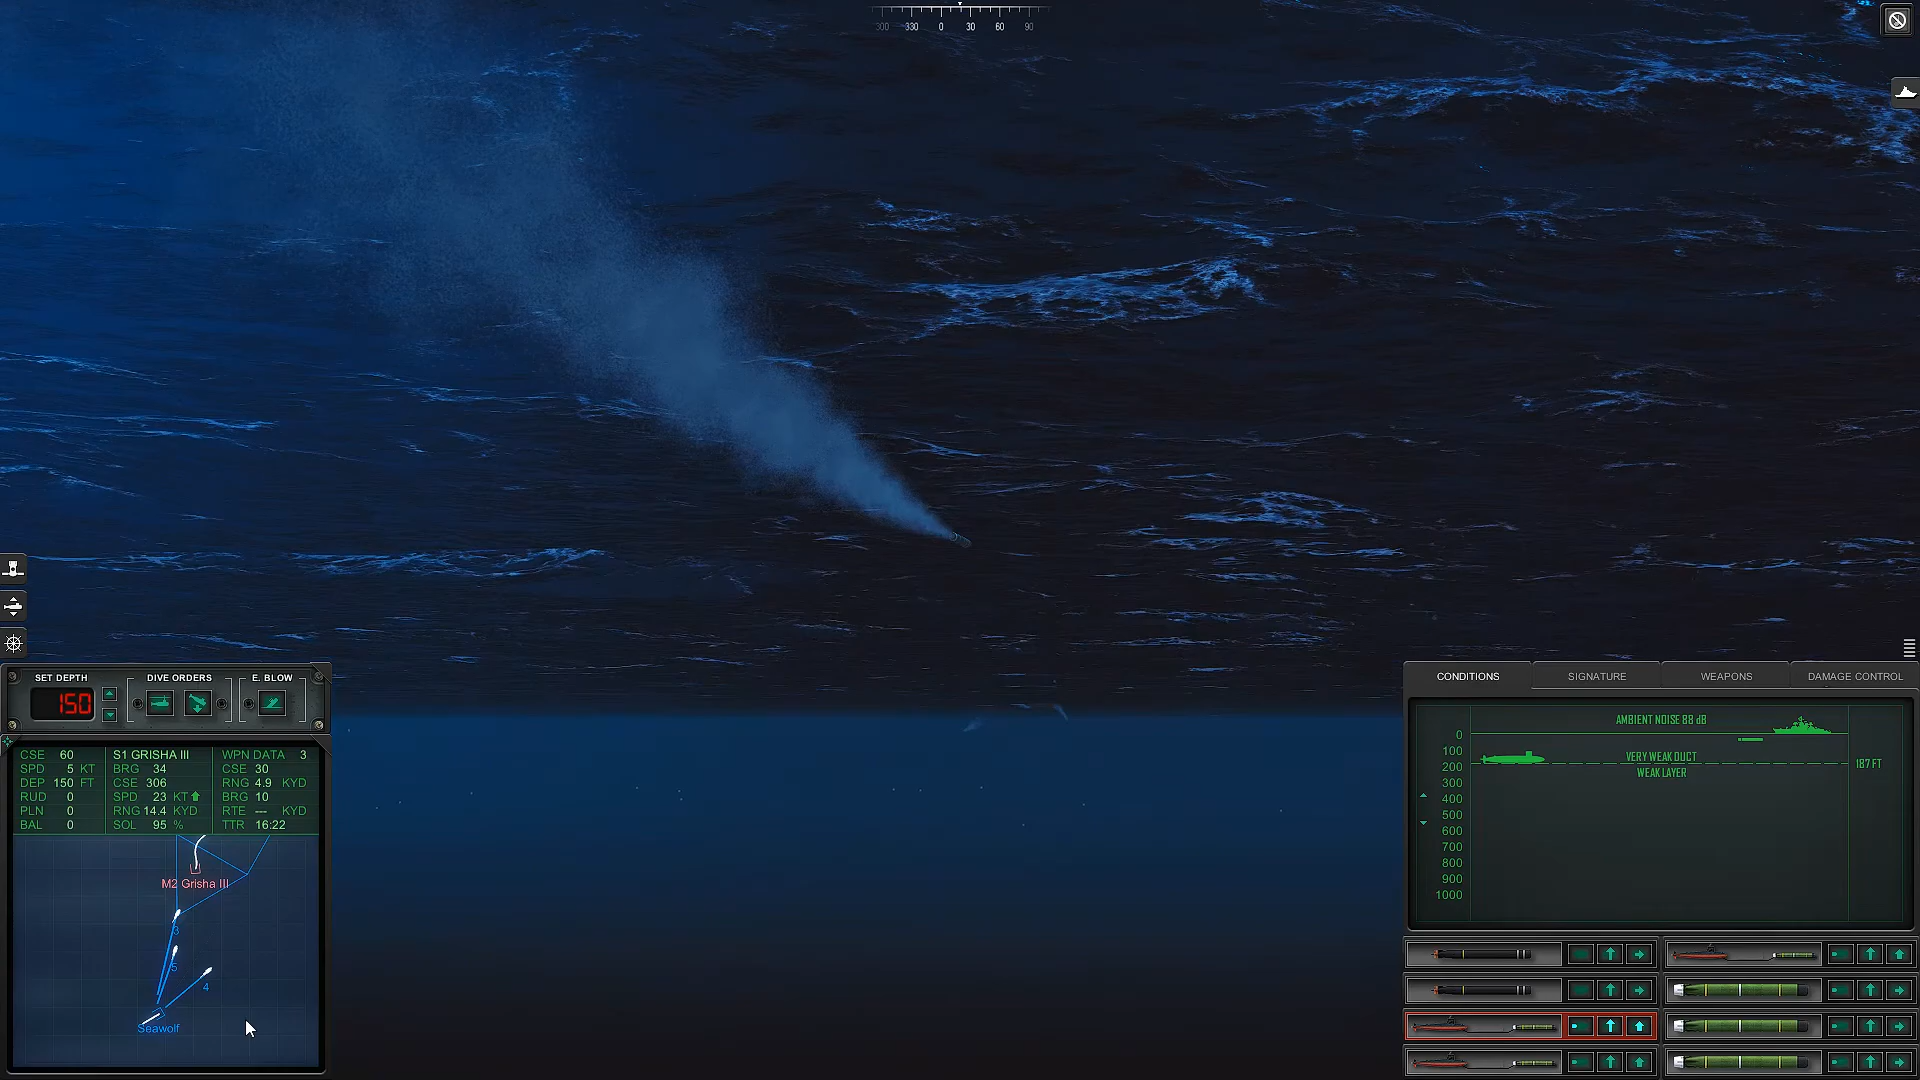 300 330 0 30 60 90
SET DEPTH
150
DIVE ORDERS
E. BLOW
CSE 60
SPD 5 KT
DEP 150 FT
RUD 0
PLN 0
BAL 0
S1 GRISHA III
BRG 34
CSE 306
SPD 23 KT
RNG 14.4 KYD
SOL 95 %
WPN DATA 3
CSE 30
RNG 4.9 KYD
BRG 10
RTE --- KYD
TTR 16:22
M2 Grisha III
3
5
4
Seawolf
CONDITIONS
SIGNATURE
WEAPONS
DAMAGE CONTROL
AMBIENT NOISE 88 dB
0
100
200
300
400
500
600
700
800
900
1000
VERY WEAK DUCT
WEAK LAYER
187 FT